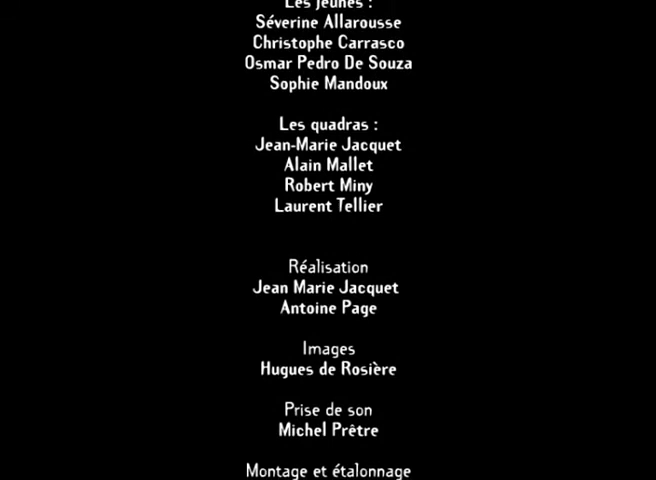 Les jeunes :
Séverine Allarousse
Christophe Carrasco
Osmar Pedro De Souza
Sophie Mandoux
Les quadras :
Jean-Marie Jacquet
Alain Mallet
Robert Miny
Laurent Tellier
Réalisation
Jean Marie Jacquet
Antoine Page
Images
Hugues de Rosière
Prise de son
Michel Prêtre
Montage et étalonnage